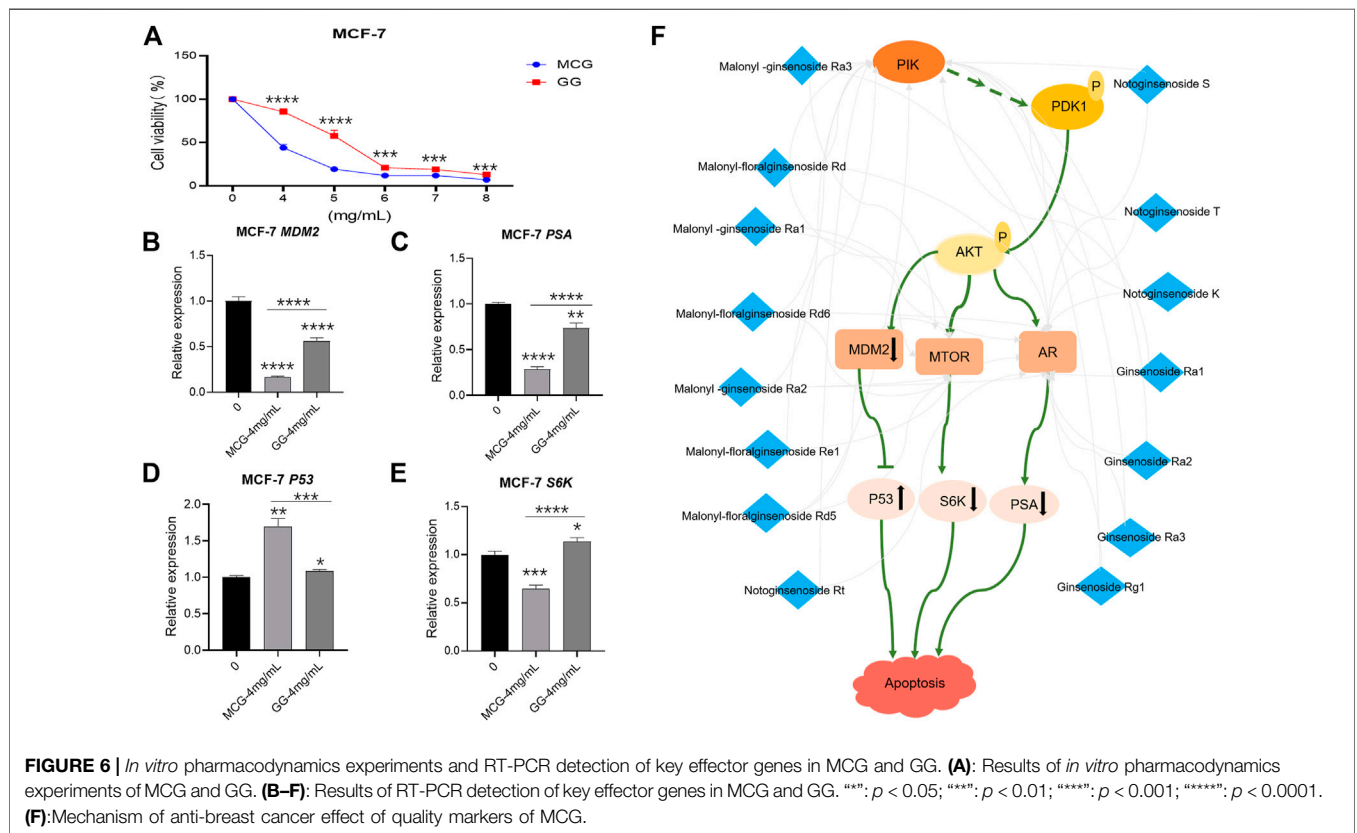 A
MCF-7
Cell viability ( %)
150
100
50
0
0 4 5 6 7 8
(mg/mL)
**** **** *** *** ***
MCG
GG
B
MCF-7 MDM2
Relative expression
1.5
1.0
0.5
0.0
****
****
****
0 MCG-4mg/mL GG-4mg/mL
C
MCF-7 PSA
Relative expression
1.5
1.0
0.5
0.0
****
**
****
0 MCG-4mg/mL GG-4mg/mL
D
MCF-7 P53
Relative expression
2.0
1.5
1.0
0.5
0.0
***
**
*
0 MCG-4mg/mL GG-4mg/mL
E
MCF-7 S6K
Relative expression
1.5
1.0
0.5
0.0
****
*
***
0 MCG-4mg/mL GG-4mg/mL
F
Malonyl -ginsenoside Ra3
Malonyl-floralginsenoside Rd
Malonyl -ginsenoside Ra1
Malonyl-floralginsenoside Rd6
Malonyl -ginsenoside Ra2
Malonyl-floralginsenoside Re1
Malonyl-floralginsenoside Rd5
Notoginsenoside Rt
PIK
P
PDK1
P
AKT
MDM2
MTOR
AR
P53
S6K
PSA
Apoptosis
Notoginsenoside S
Notoginsenoside T
Notoginsenoside K
Ginsenoside Ra1
Ginsenoside Ra2
Ginsenoside Ra3
Ginsenoside Rg1
FIGURE 6 | In vitro pharmacodynamics experiments and RT-PCR detection of key effector genes in MCG and GG. (A): Results of in vitro pharmacodynamics
experiments of MCG and GG. (B–F): Results of RT-PCR detection of key effector genes in MCG and GG. “*”: p < 0.05; “**”: p < 0.01; “***”: p < 0.001; “****”: p < 0.0001.
(F):Mechanism of anti-breast cancer effect of quality markers of MCG.